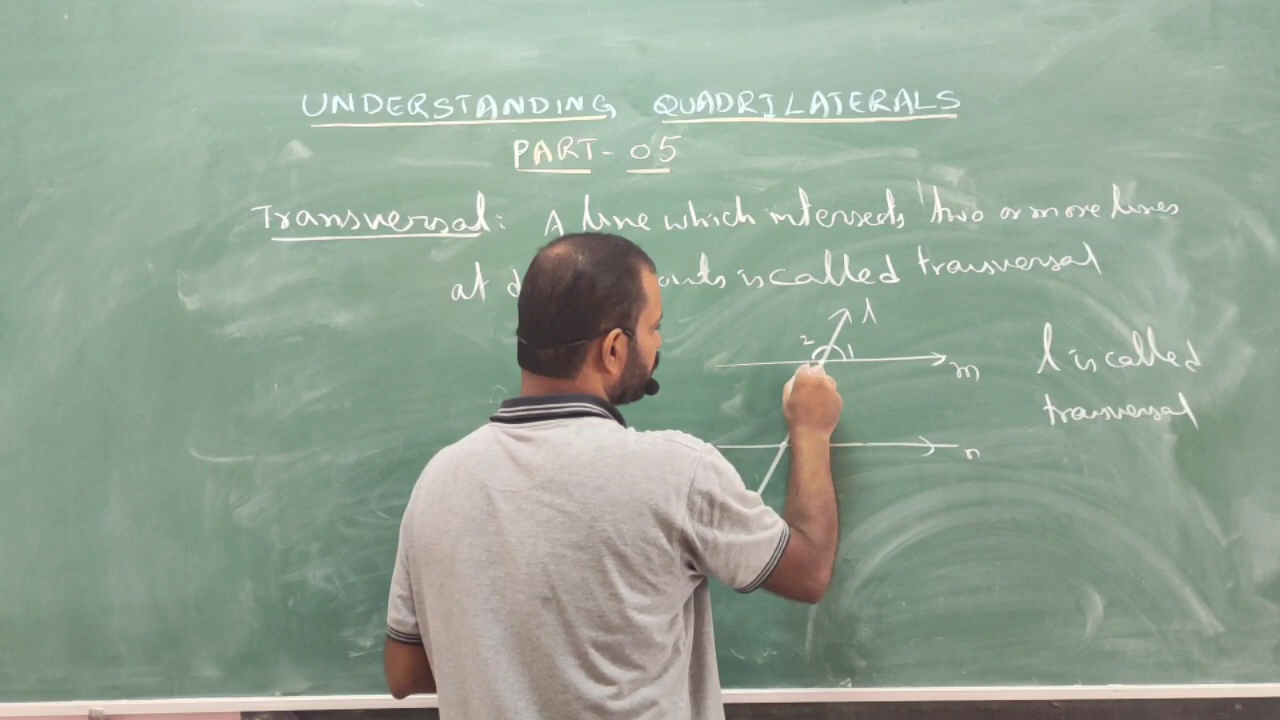 UNDERSTANDING QUADRILATERALS
PART- 05
Transversal: A line which intersects two or more lines
at is called transversal
l
2 1
m
l is called
transversal
n